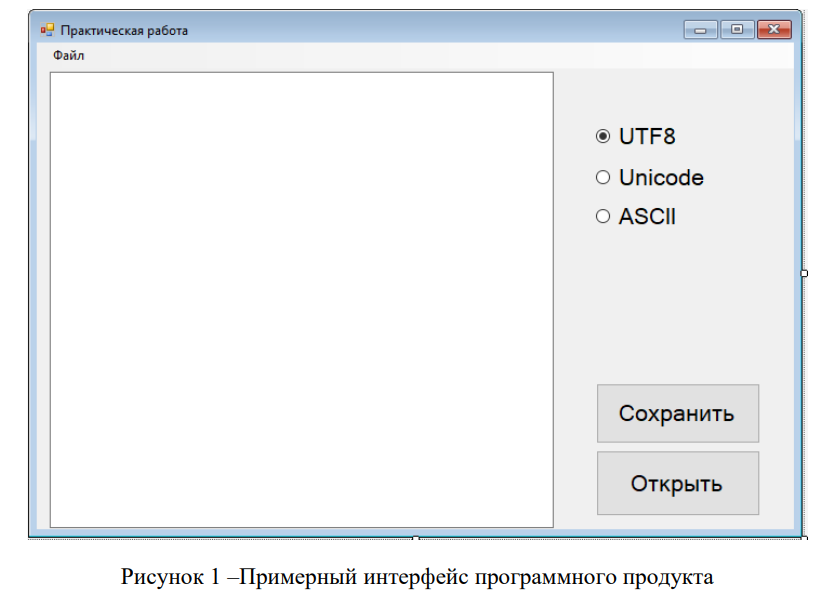 Практическая работа
Файл
UTF8
Unicode
ASCII
Сохранить
Открыть
Рисунок 1 –Примерный интерфейс программного продукта